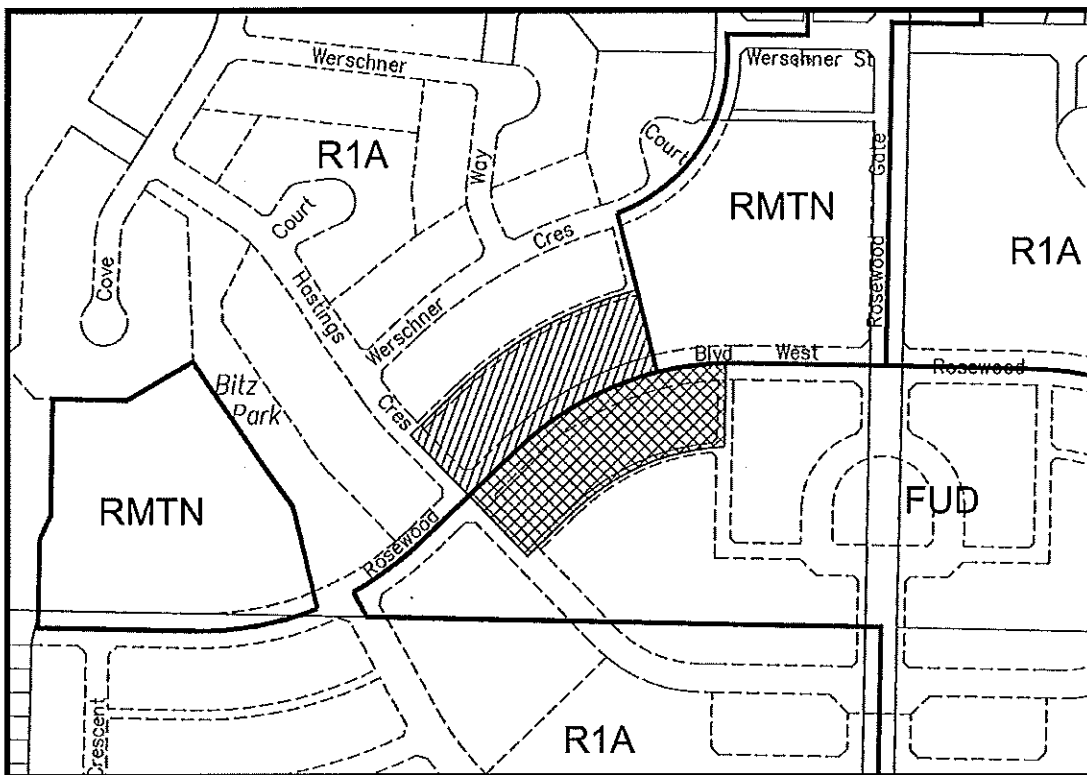 Werschner
Werschner St
R1A
Court
Court
Way
Gate
RMTN
R1A
Cres
Cove
Hastings
Werschner
Rosewood
Blvd West
Rosewood
Bitz
Park
Cres
RMTN
FUD
Rosewood
Crescent
R1A